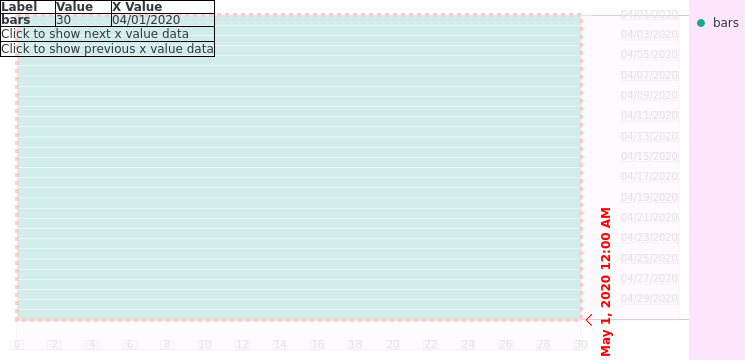 Label Value X Value
bars 30 04/01/2020
Click to show next x value data
Click to show previous x value data
bars
04/01/2020
04/03/2020
04/05/2020
04/07/2020
04/09/2020
04/11/2020
04/13/2020
04/15/2020
04/17/2020
04/19/2020
04/21/2020
04/23/2020
04/25/2020
04/27/2020
04/29/2020
May 1, 2020 12:00 AM
0 2 4 6 8 10 12 14 16 18 20 22 24 26 28 30